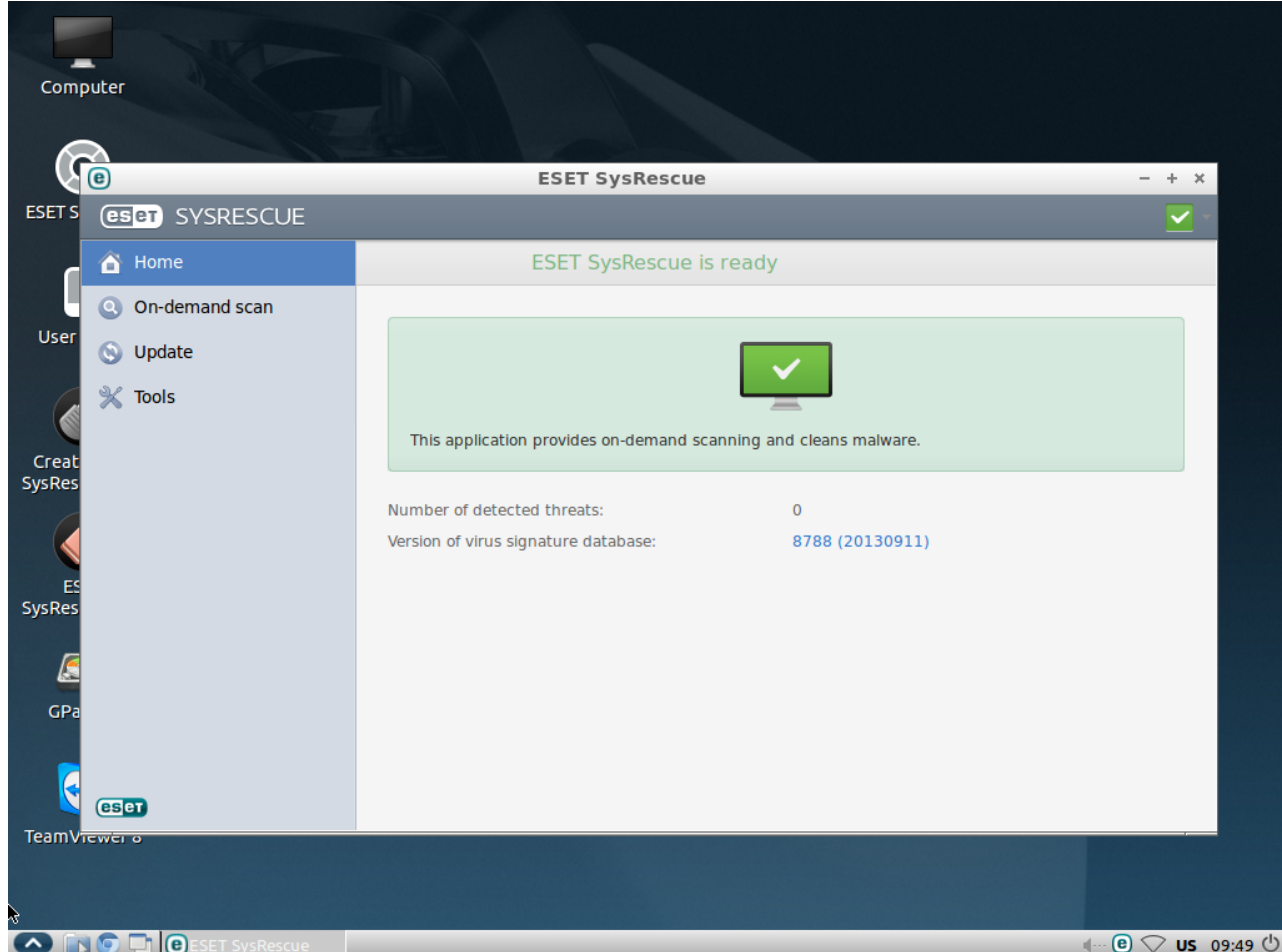 Computer
ESET S
User
Creat
SysRes
ES
SysRes
GPa
TeamViewer 8
ESET SysRescue
eset SYSRESCUE
Home
On-demand scan
Update
Tools
eset
ESET SysRescue is ready
This application provides on-demand scanning and cleans malware.
Number of detected threats: 0
Version of virus signature database: 8788 (20130911)
e ESET SysRescue
e US 09:49